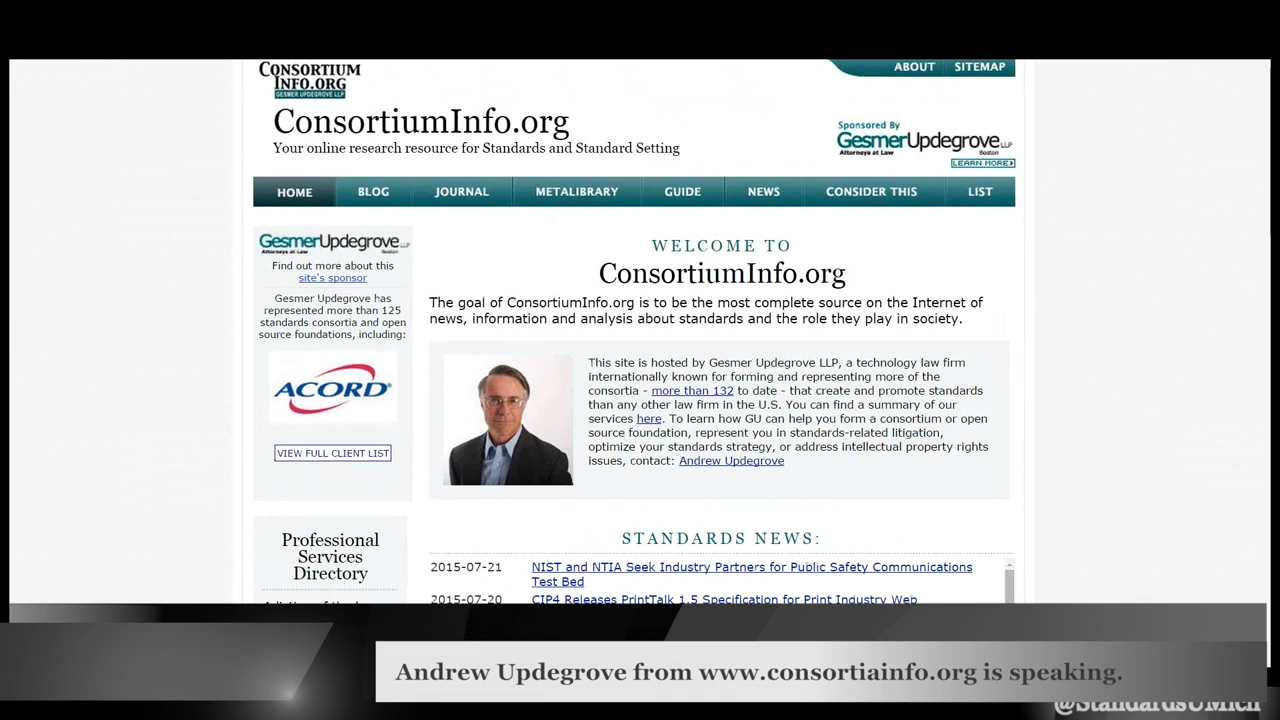 CONSORTIUM
INFO.ORG
GESMER UPDEGROVE LLP
ABOUT SITEMAP
ConsortiumInfo.org
Your online research resource for Standards and Standard Setting
Sponsored By
GesmerUpdegrove LLP
Attorneys at Law Boston
LEARN MORE
HOME BLOG JOURNAL METALIBRARY GUIDE NEWS CONSIDER THIS LIST
GesmerUpdegrove LLP
Attorneys at Law Boston
Find out more about this
site's sponsor
Gesmer Updegrove has
represented more than 125
standards consortia and open
source foundations, including:
ACORD
VIEW FULL CLIENT LIST
Professional
Services
Directory
WELCOME TO
ConsortiumInfo.org
The goal of ConsortiumInfo.org is to be the most complete source on the Internet of
news, information and analysis about standards and the role they play in society.
This site is hosted by Gesmer Updegrove LLP, a technology law firm
internationally known for forming and representing more of the
consortia - more than 132 to date - that create and promote standards
than any other law firm in the U.S. You can find a summary of our
services here. To learn how GU can help you form a consortium or open
source foundation, represent you in standards-related litigation,
optimize your standards strategy, or address intellectual property rights
issues, contact: Andrew Updegrove
STANDARDS NEWS:
2015-07-21 NIST and NTIA Seek Industry Partners for Public Safety Communications
Test Bed
2015-07-20 CIP4 Releases PrintTalk 1.5 Specification for Print Industry Web
Andrew Updegrove from www.consortiainfo.org is speaking.
@StandardsUMich